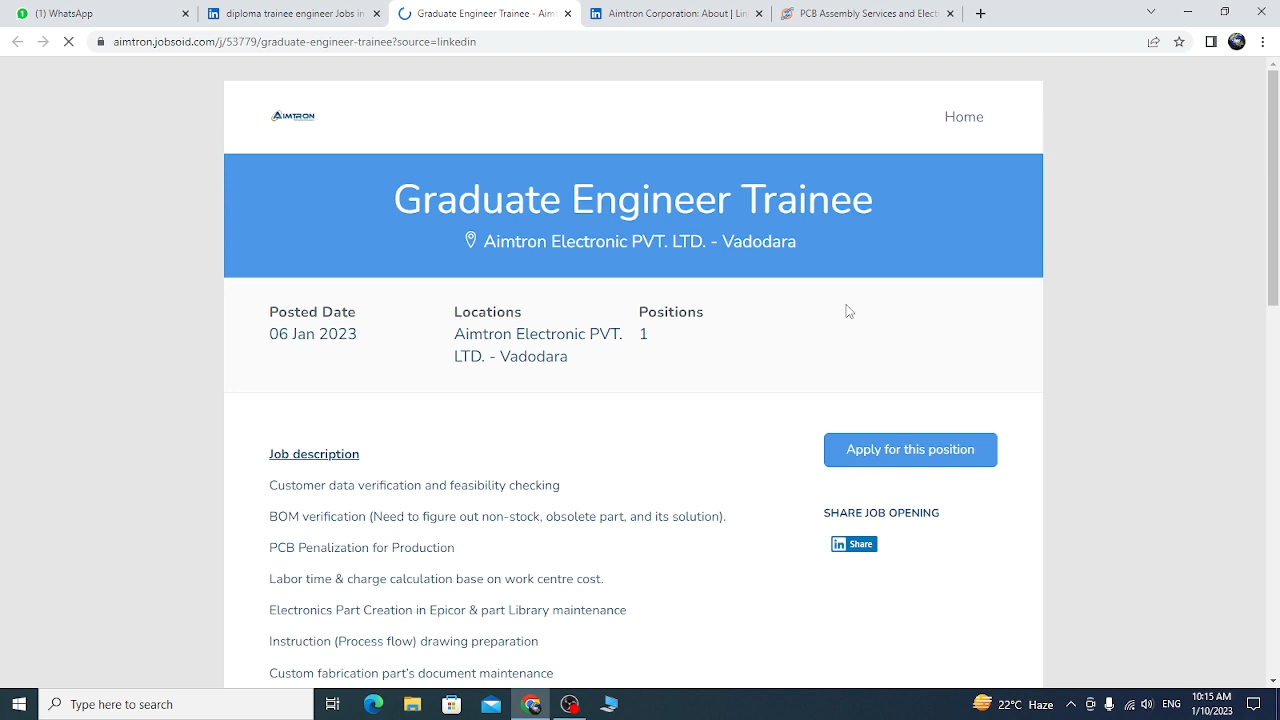 (1) WhatsApp
diploma trainee engineer Jobs i
Graduate Engineer Trainee - Aim
Aimtron Corporation: About | Lin
PCB Assembly Services and Elect
aimtron.jobsoid.com/j/53779/graduate-engineer-trainee?source=linkedin
AIMTRON
Home
Graduate Engineer Trainee
Aimtron Electronic PVT. LTD. - Vadodara
Posted Date
06 Jan 2023
Locations
Aimtron Electronic PVT.
LTD. - Vadodara
Positions
1
Job description
Customer data verification and feasibility checking
BOM verification (Need to figure out non-stock, obsolete part, and its solution).
PCB Penalization for Production
Labor time & charge calculation base on work centre cost.
Electronics Part Creation in Epicor & part Library maintenance
Instruction (Process flow) drawing preparation
Custom fabrication part's document maintenance
Apply for this position
SHARE JOB OPENING
in Share
Type here to search
22°C Haze
ENG
10:15 AM
1/10/2023